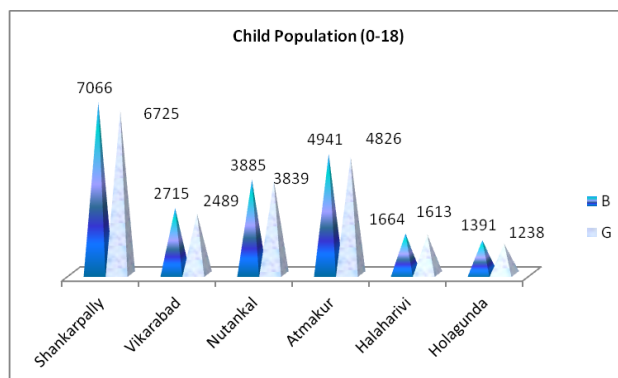 Child Population (0-18)
7066
6725
2715
2489
3885
3839
4941
4826
1664
1613
1391
1238
B
G
Shankarpally
Vikarabad
Nutankal
Atmakur
Halaharivi
Holagunda